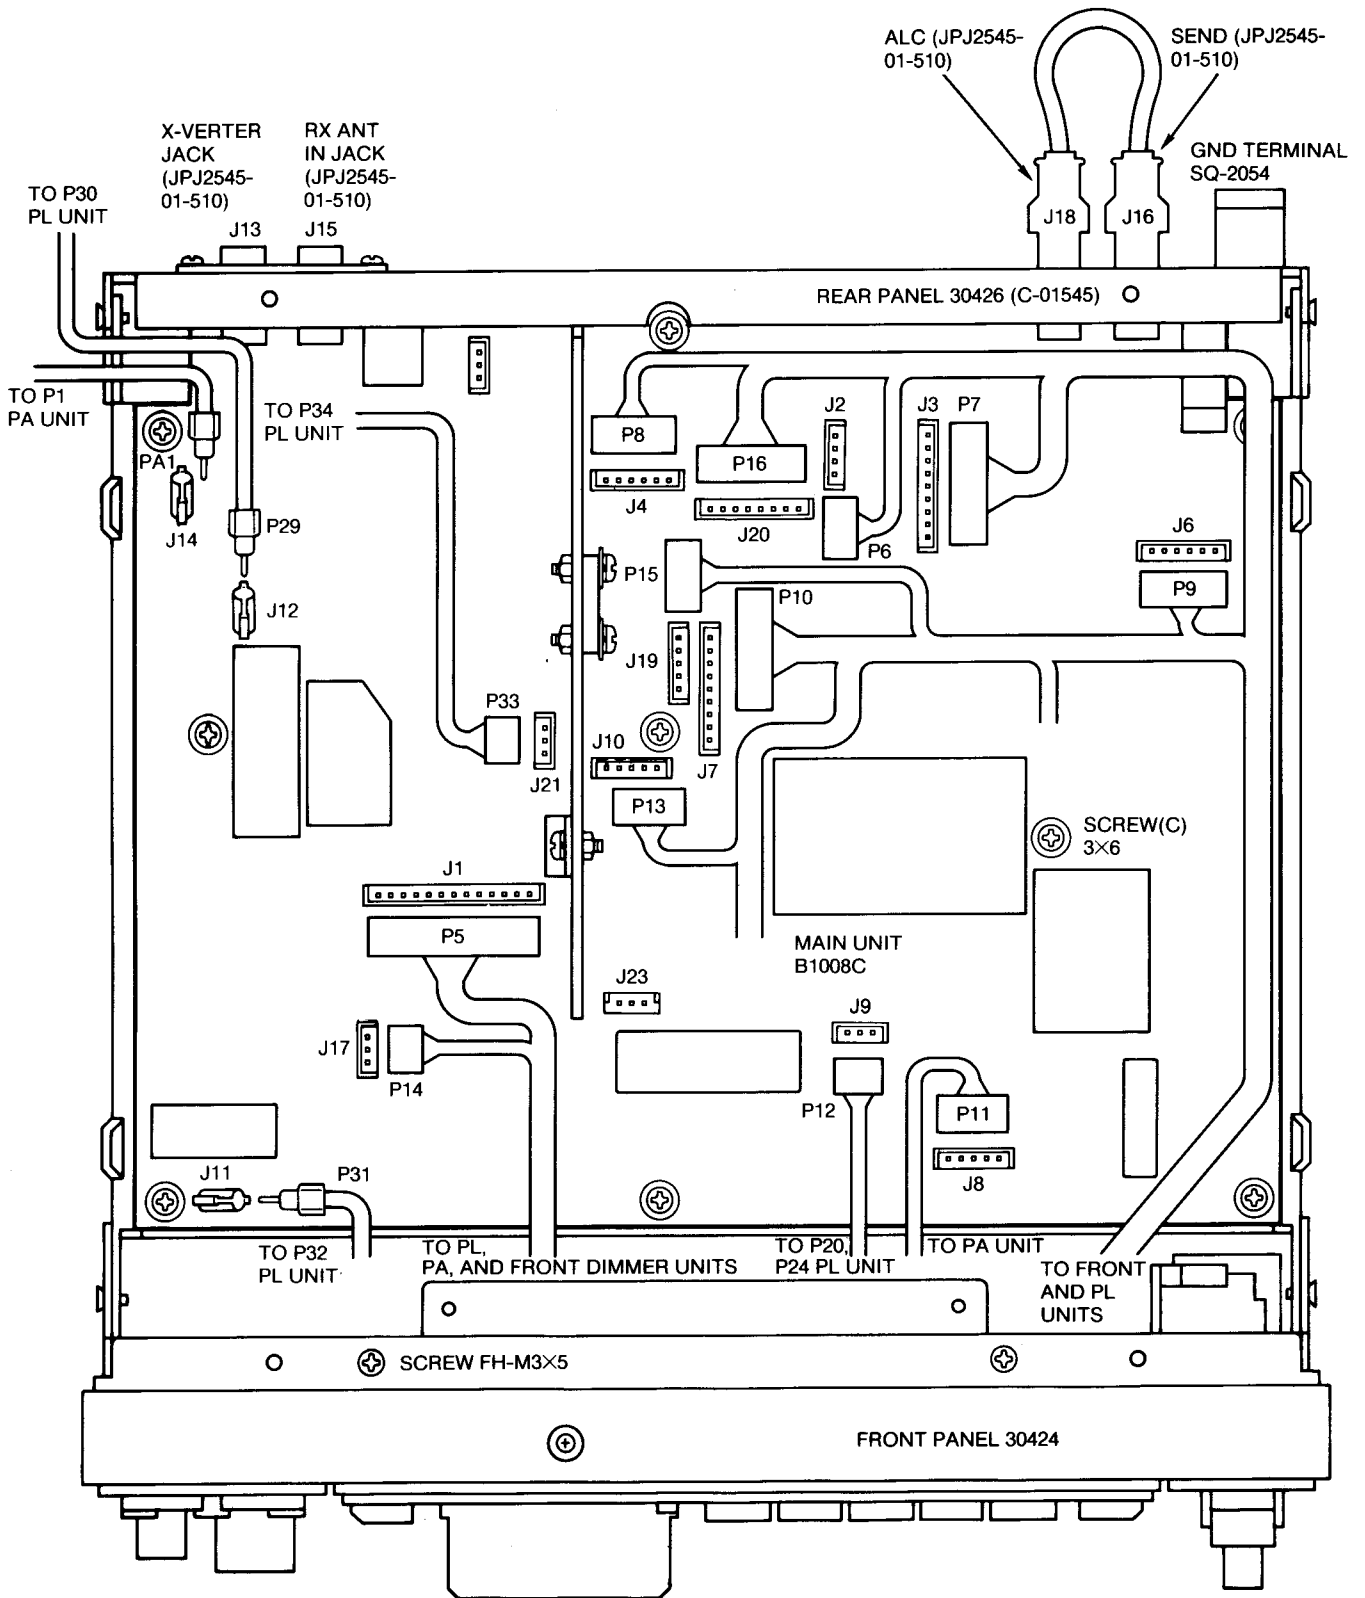 ALC (JPJ2545-
01-510)
SEND (JPJ2545-
01-510)
X-VERTER
JACK
(JPJ2545-
01-510)
RX ANT
IN JACK
(JPJ2545-
01-510)
GND TERMINAL
SQ-2054
TO P30
PL UNIT
J13
J15
J18
J16
REAR PANEL 30426 (C-01545)
TO P1
PA UNIT
TO P34
PL UNIT
PA1
J14
P29
J12
P8
J4
P16
J20
J2
P6
J3
P7
J6
P9
P15
P10
J19
J7
P33
J21
J10
P13
SCREW(C)
3×6
J1
P5
MAIN UNIT
B1008C
J23
J9
J17
P14
P12
P11
J8
J11
P31
TO P32
PL UNIT
TO PL,
PA, AND FRONT DIMMER UNITS
TO P20,
P24 PL UNIT
TO PA UNIT
TO FRONT
AND PL
UNITS
SCREW FH-M3×5
FRONT PANEL 30424